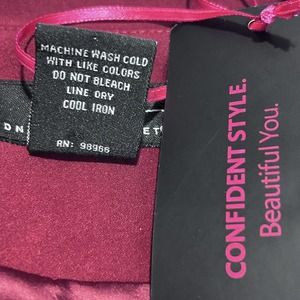 MACHINE WASH COLD
WITH LIKE COLORS
DO NOT BLEACH
LINE DRY
COOL IRON
RN: 98966
CONFIDENT STYLE.
Beautiful You.